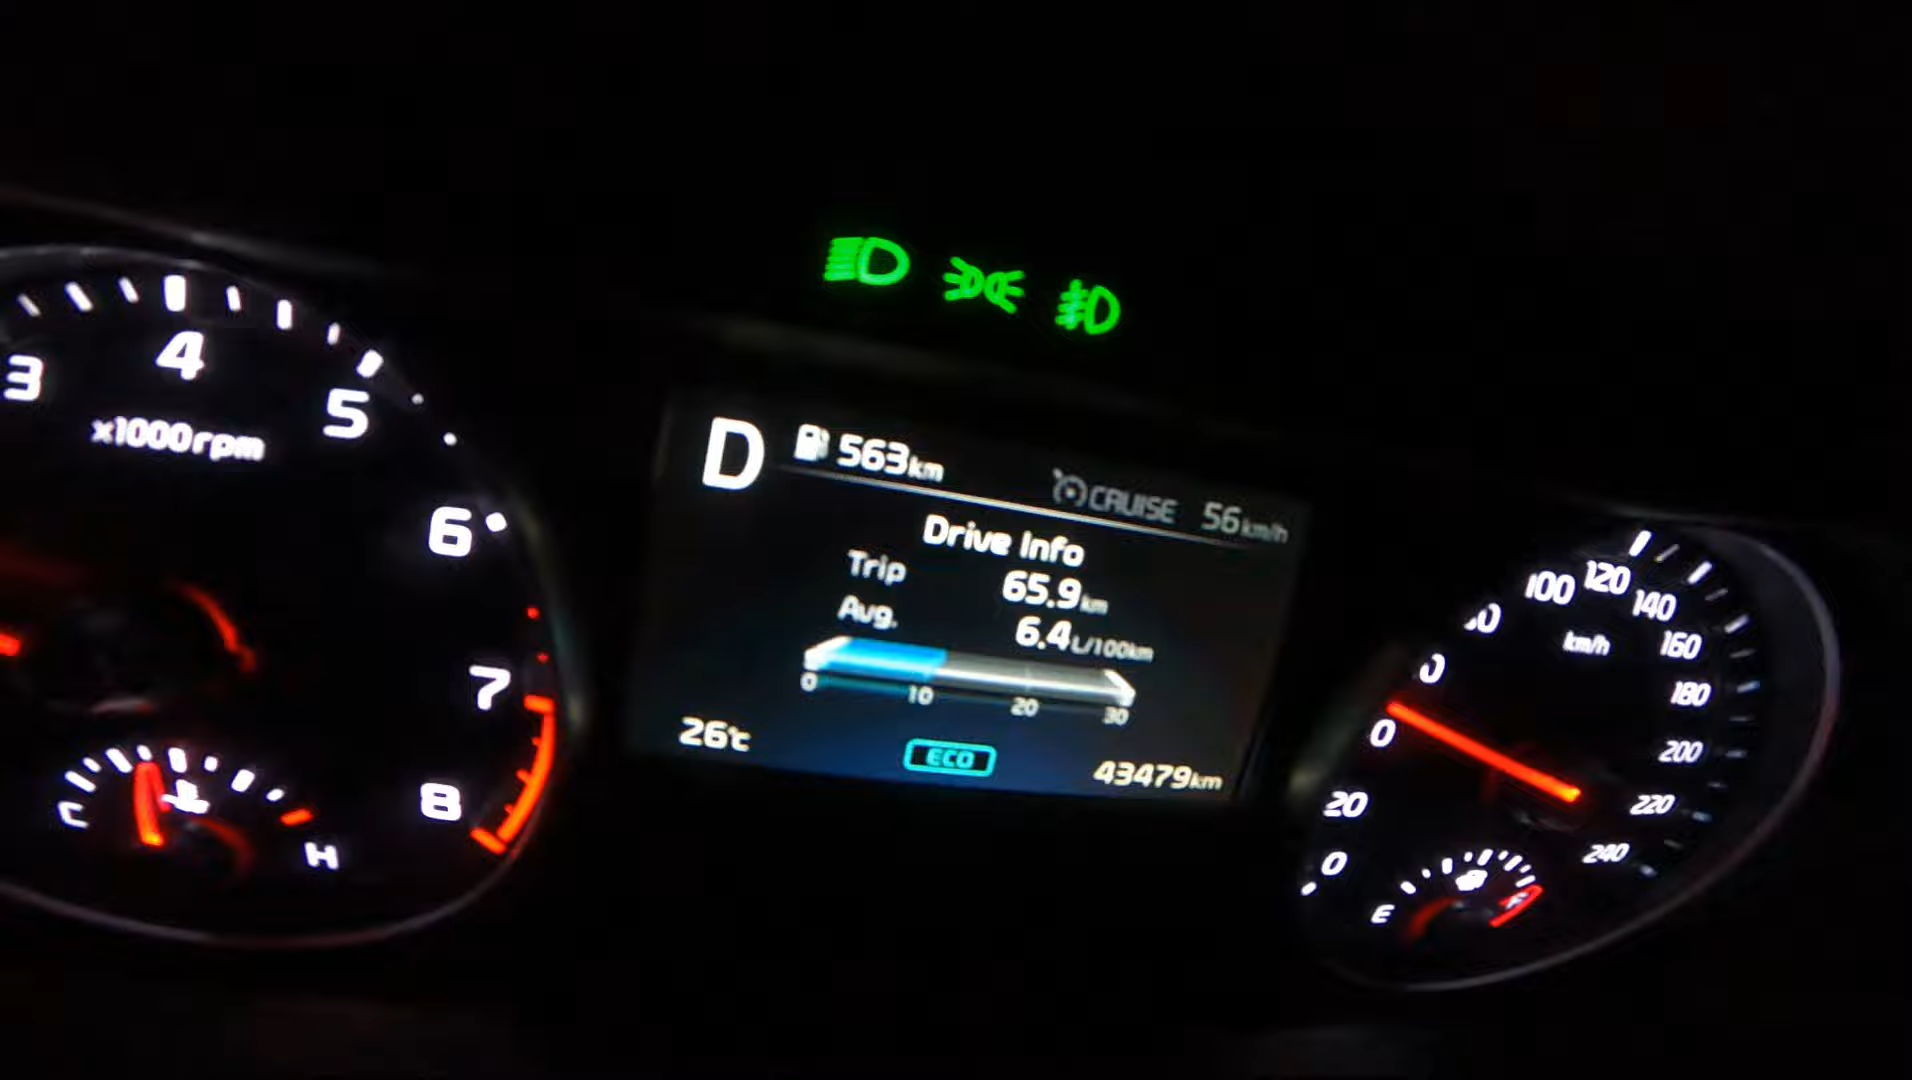 3
4
5
x1000rpm
6
7
8
C
H
D
563km
CRUISE 56km/h
Drive Info
Trip 65.9km
Avg. 6.4L/100km
0 10 20 30
26℃
ECO
43479km
100
120
140
km/h
160
180
200
220
240
20
0
E
F